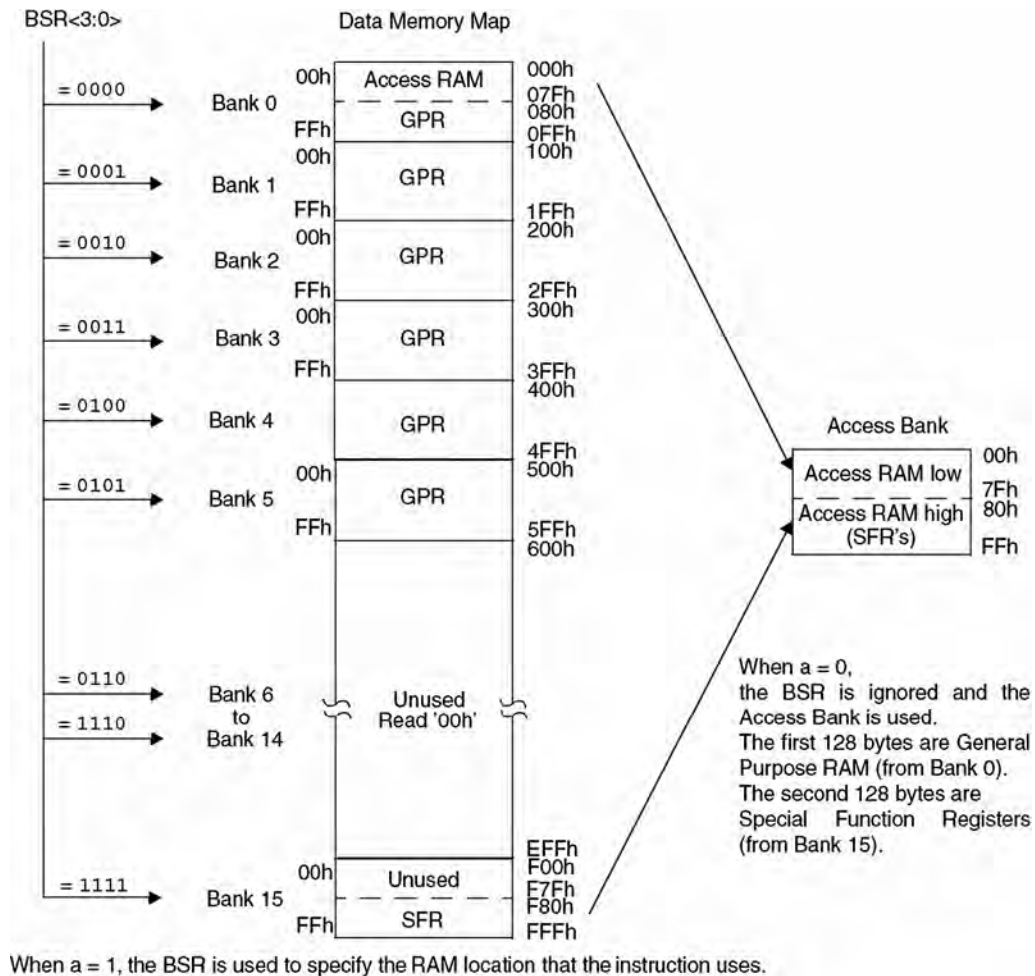 BSR<3:0>
Data Memory Map
= 0000
Bank 0
00h
Access RAM
000h
07Fh
080h
FFh
GPR
0FFh
= 0001
Bank 1
00h
GPR
100h
FFh
1FFh
= 0010
Bank 2
00h
GPR
200h
FFh
2FFh
= 0011
Bank 3
00h
GPR
300h
FFh
3FFh
= 0100
Bank 4
GPR
400h
4FFh
= 0101
Bank 5
00h
GPR
500h
FFh
5FFh
600h
= 0110
Bank 6
to
= 1110
Bank 14
Unused
Read '00h'
EFFh
= 1111
Bank 15
00h
Unused
F00h
F7Fh
F80h
FFh
SFR
FFFh
Access Bank
Access RAM low
00h
7Fh
Access RAM high
(SFR's)
80h
FFh
When a = 0,
the BSR is ignored and the
Access Bank is used.
The first 128 bytes are General
Purpose RAM (from Bank 0).
The second 128 bytes are
Special Function Registers
(from Bank 15).
When a = 1, the BSR is used to specify the RAM location that the instruction uses.